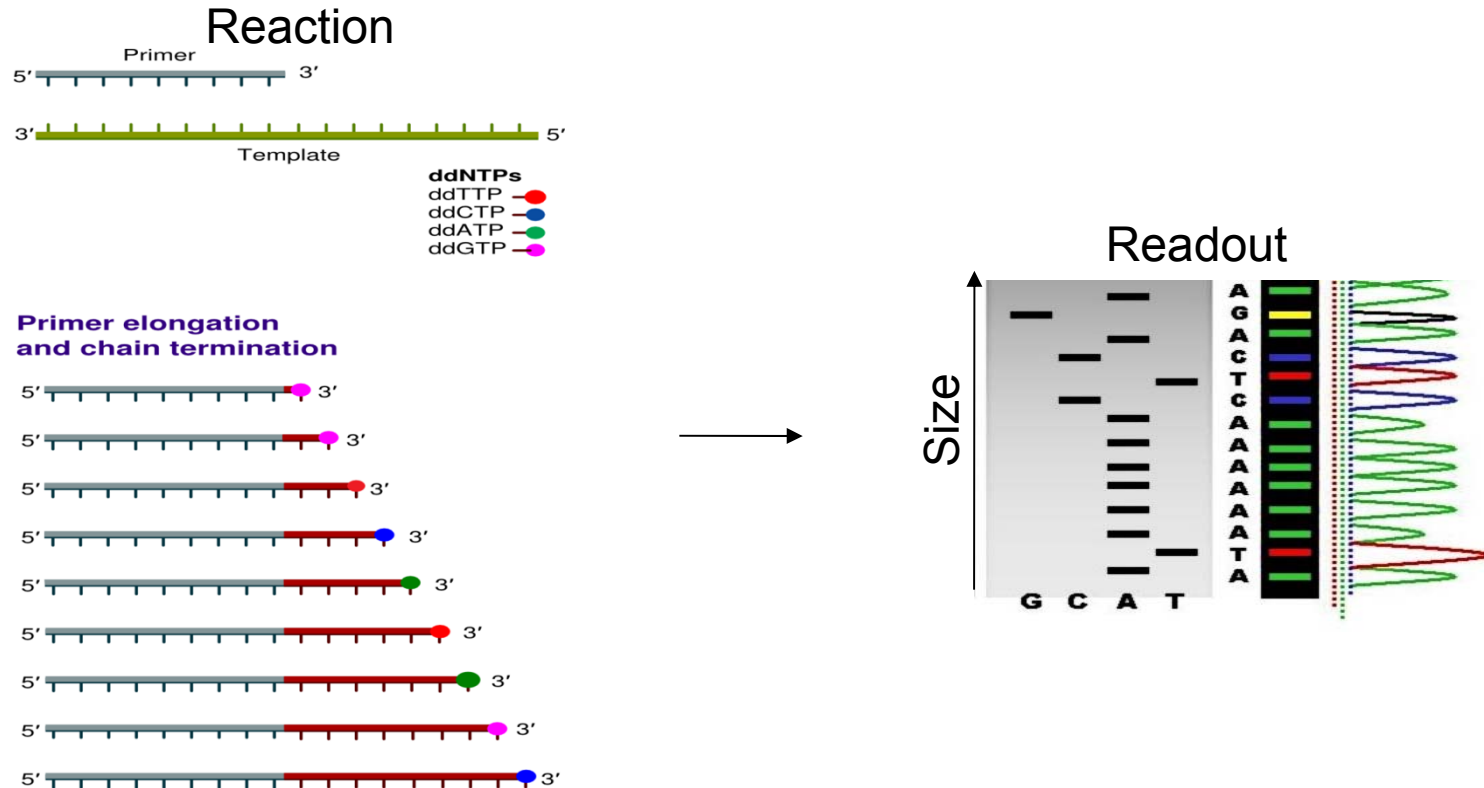 Reaction
Primer
5′ 3′
3′ 5′
Template
ddNTPs
ddTTP
ddCTP
ddATP
ddGTP
Primer elongation
and chain termination
5′ 3′
5′ 3′
5′ 3′
5′ 3′
5′ 3′
5′ 3′
5′ 3′
5′ 3′
5′ 3′
Readout
Size
A
G
A
C
T
C
A
A
A
A
A
A
T
A
G C A T